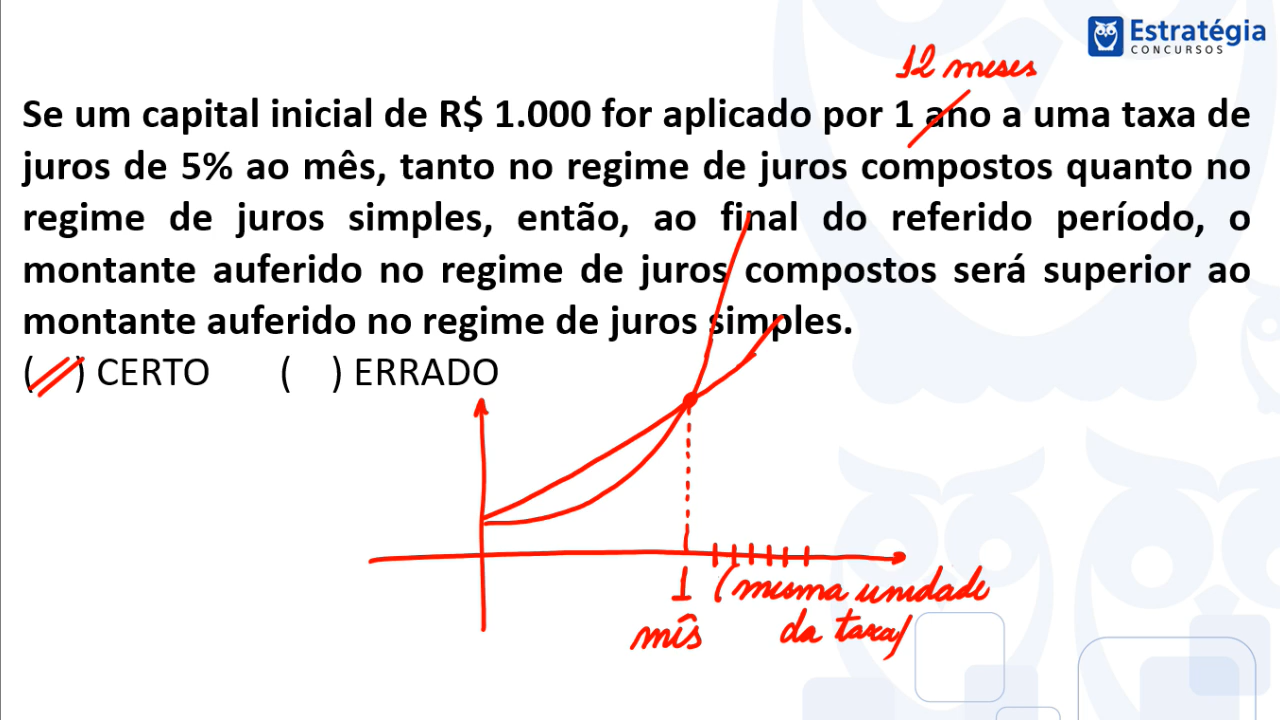 Estratégia
CONCURSOS
12 meses
Se um capital inicial de R$ 1.000 for aplicado por 1 ano a uma taxa de
juros de 5% ao mês, tanto no regime de juros compostos quanto no
regime de juros simples, então, ao final do referido período, o
montante auferido no regime de juros compostos será superior ao
montante auferido no regime de juros simples.
( ) CERTO ( ) ERRADO
1 (mesma unidade
mês da taxa)